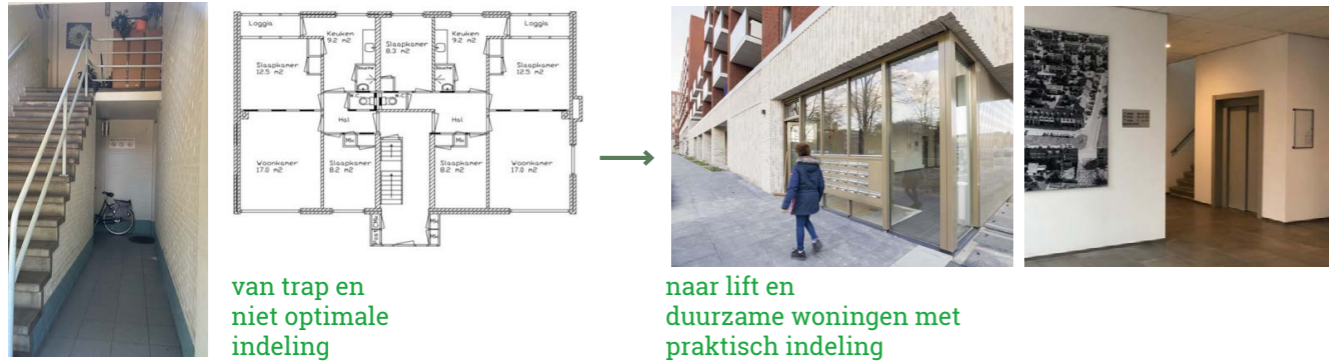 Loggia
Keuken
9.2 m2
Slaapkamer
8.3 m2
Keuken
9.2 m2
Loggia
Slaapkamer
12.5 m2
Slaapkamer
12.5 m2
Hal
Hal
Mk
Mk
Woonkamer
17.0 m2
Slaapkamer
8.2 m2
Slaapkamer
8.2 m2
Woonkamer
17.0 m2
van trap en
niet optimale
indeling
naar lift en
duurzame woningen met
praktisch indeling